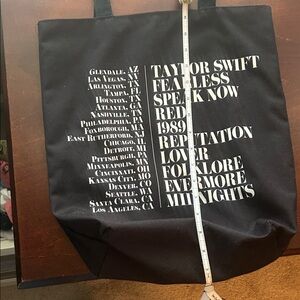 GLENDALE, AZ
LAS VEGAS, NV
ARLINGTON, TX
TAMPA, FL
HOUSTON, TX
ATLANTA, GA
NASHVILLE, TN
PHILADELPHIA, PA
FOXBOROUGH, MA
EAST RUTHERFORD, NJ
CHICAGO, IL
DETROIT, MI
PITTSBURGH, PA
MINNEAPOLIS, MN
CINCINNATI, OH
KANSAS CITY, MO
DENVER, CO
SEATTLE, WA
SANTA CLARA, CA
LOS ANGELES, CA
TAYLOR SWIFT
FEARLESS
SPEAK NOW
RED
1989
REPUTATION
LOVER
FOLKLORE
EVERMORE
MIDNIGHTS